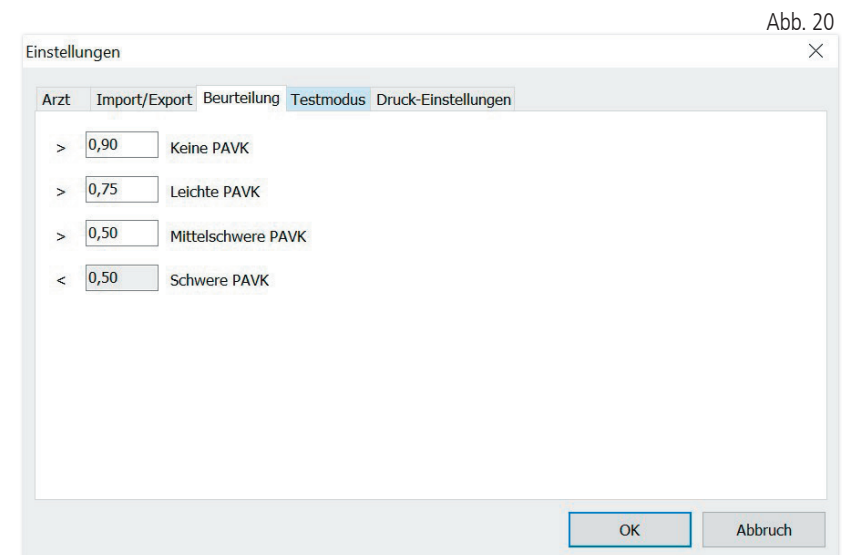 Abb. 20
Einstellungen
Arzt Import/Export Beurteilung Testmodus Druck-Einstellungen
> 0,90 Keine PAVK
> 0,75 Leichte PAVK
> 0,50 Mittelschwere PAVK
< 0,50 Schwere PAVK
OK Abbruch